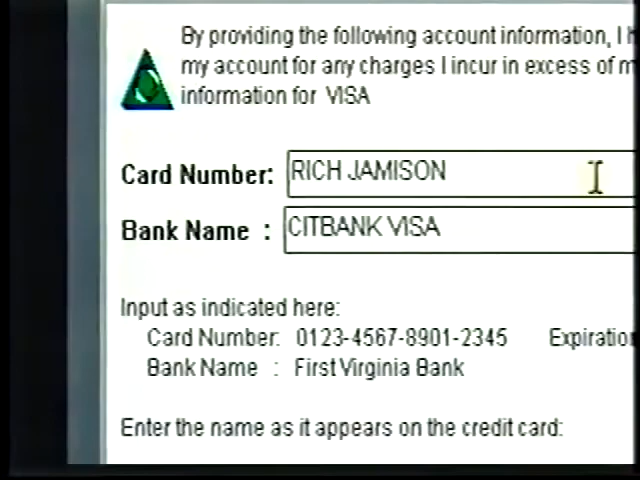 By providing the following account information, I h
my account for any charges I incur in excess of m
information for VISA
Card Number: RICH JAMISON
Bank Name : CITBANK VISA
Input as indicated here:
Card Number: 0123-4567-8901-2345 Expiration
Bank Name : First Virginia Bank
Enter the name as it appears on the credit card: